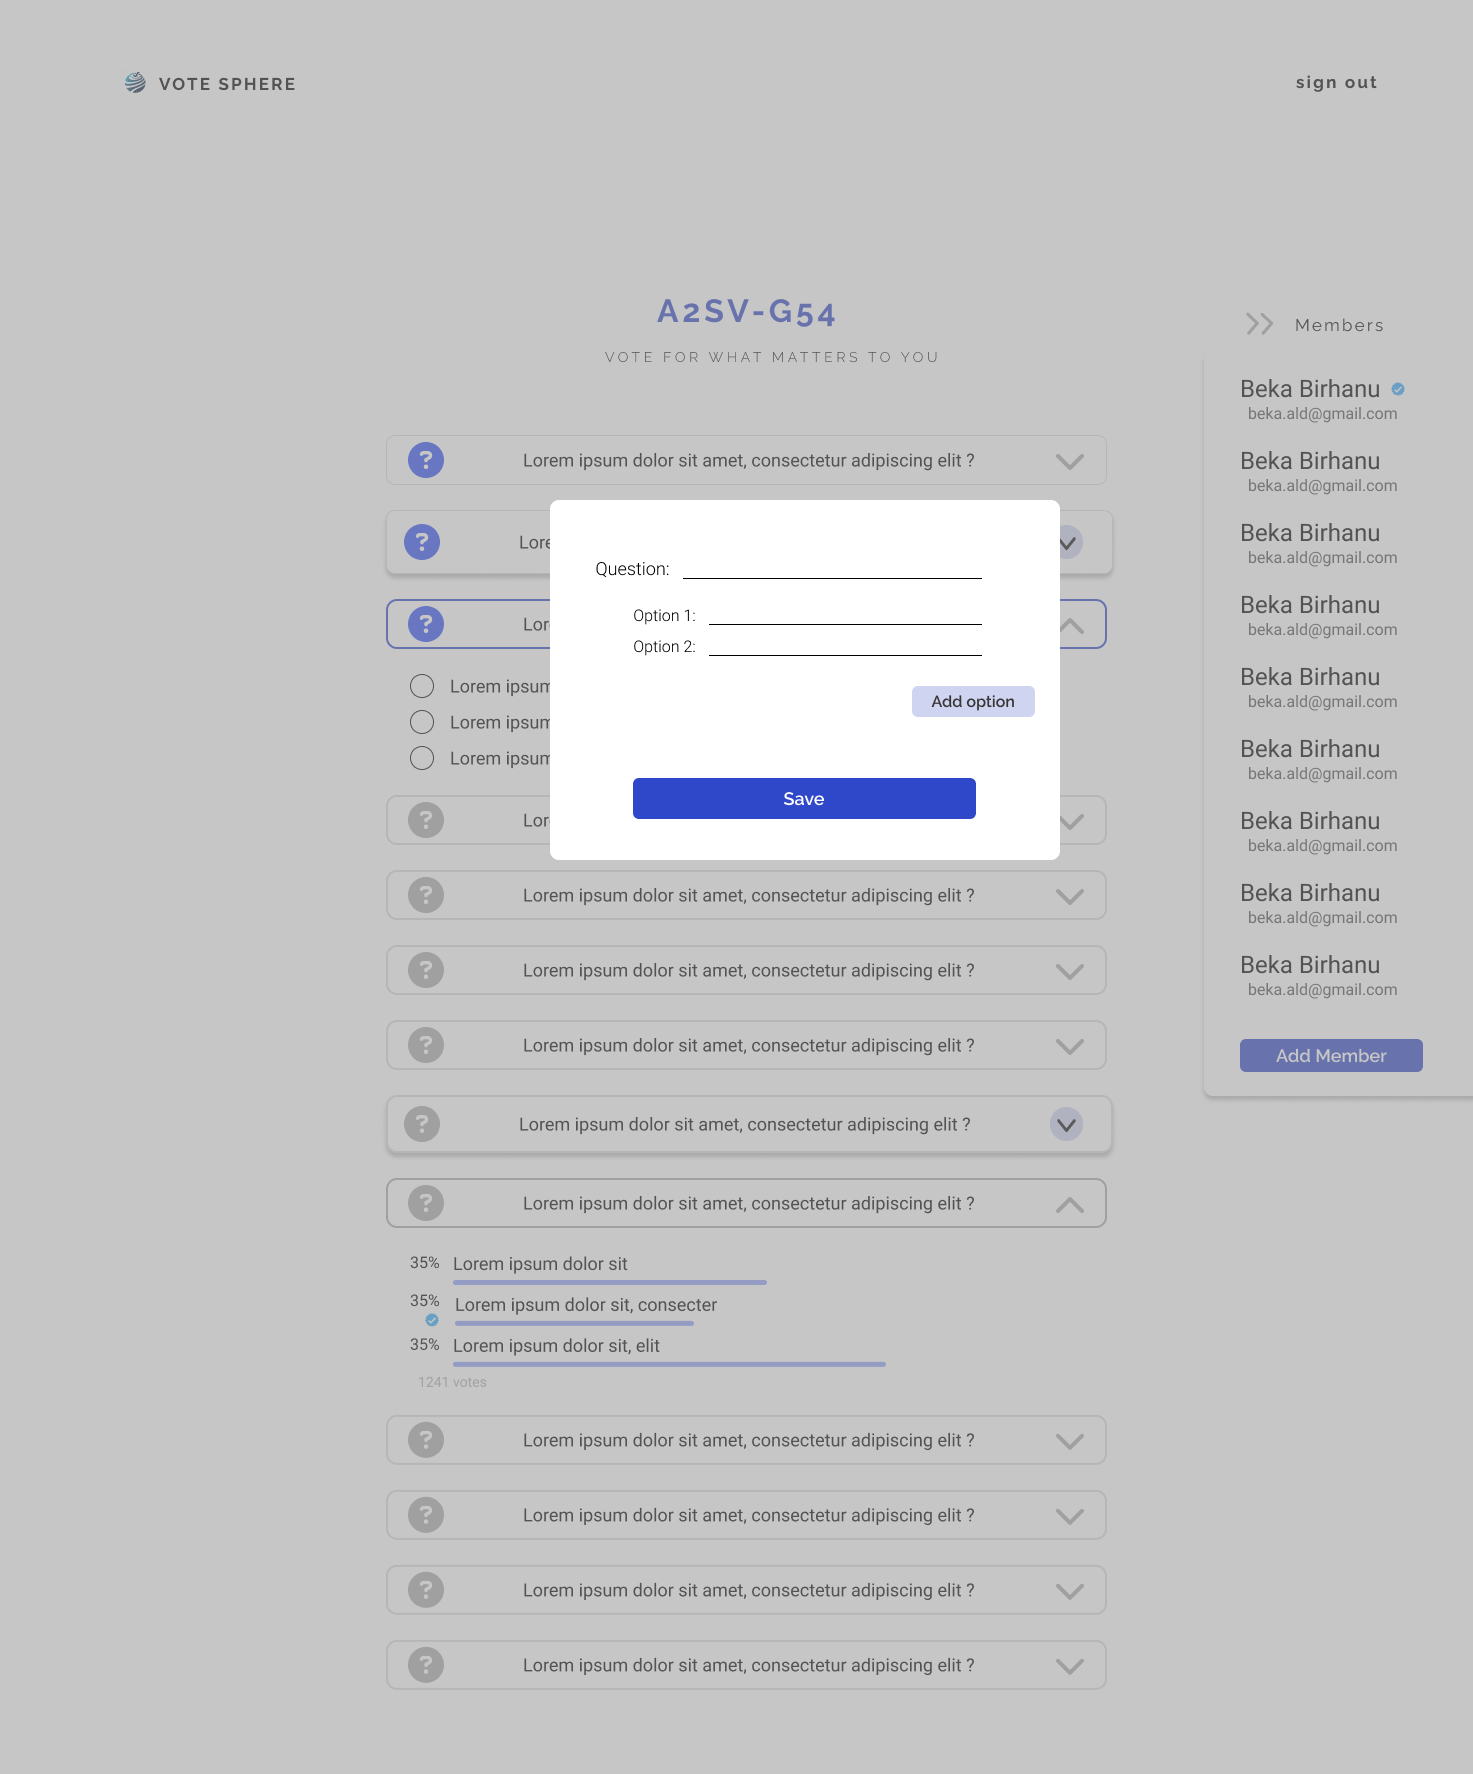 VOTE SPHERE
sign out
A2SV-G54
VOTE FOR WHAT MATTERS TO YOU
? Lorem ipsum dolor sit amet, consectetur adipiscing elit ?
? Lore
? Lor
Lorem ipsum
Lorem ipsum
Lorem ipsum
? Lor
Question:
Option 1:
Option 2:
Add option
Save
? Lorem ipsum dolor sit amet, consectetur adipiscing elit ?
? Lorem ipsum dolor sit amet, consectetur adipiscing elit ?
? Lorem ipsum dolor sit amet, consectetur adipiscing elit ?
? Lorem ipsum dolor sit amet, consectetur adipiscing elit ?
? Lorem ipsum dolor sit amet, consectetur adipiscing elit ?
35% Lorem ipsum dolor sit
35% Lorem ipsum dolor sit, consecter
35% Lorem ipsum dolor sit, elit
1241 votes
? Lorem ipsum dolor sit amet, consectetur adipiscing elit ?
? Lorem ipsum dolor sit amet, consectetur adipiscing elit ?
? Lorem ipsum dolor sit amet, consectetur adipiscing elit ?
? Lorem ipsum dolor sit amet, consectetur adipiscing elit ?
Members
Beka Birhanu
beka.ald@gmail.com
Beka Birhanu
beka.ald@gmail.com
Beka Birhanu
beka.ald@gmail.com
Beka Birhanu
beka.ald@gmail.com
Beka Birhanu
beka.ald@gmail.com
Beka Birhanu
beka.ald@gmail.com
Beka Birhanu
beka.ald@gmail.com
Beka Birhanu
beka.ald@gmail.com
Beka Birhanu
beka.ald@gmail.com
Add Member